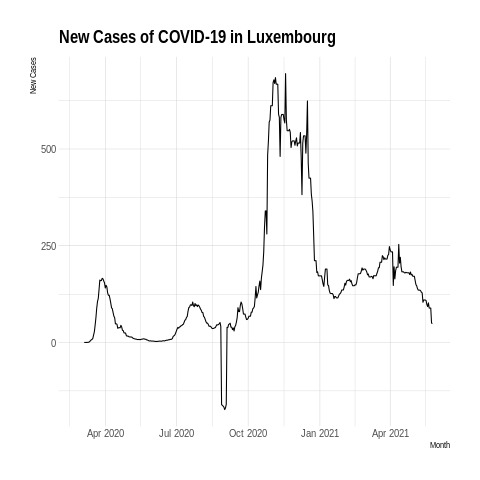 New Cases of COVID-19 in Luxembourg
New Cases
500
250
0
Apr 2020 Jul 2020 Oct 2020 Jan 2021 Apr 2021
Month